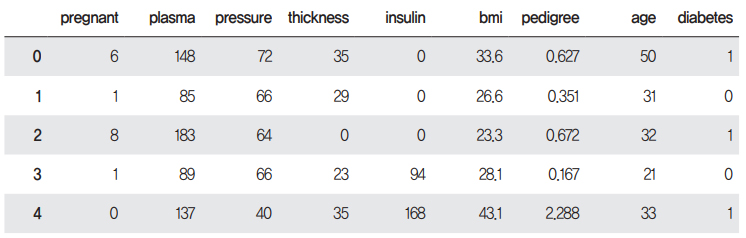 pregnant plasma pressure thickness insulin bmi pedigree age diabetes
0 6 148 72 35 0 33.6 0.627 50 1
1 1 85 66 29 0 26.6 0.351 31 0
2 8 183 64 0 0 23.3 0.672 32 1
3 1 89 66 23 94 28.1 0.167 21 0
4 0 137 40 35 168 43.1 2.288 33 1